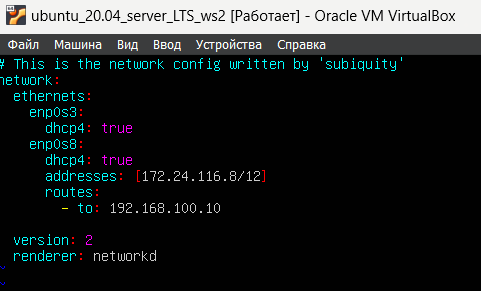 ubuntu_20.04_server_LTS_ws2 [Работает] - Oracle VM VirtualBox
Файл Машина Вид Ввод Устройства Справка
# This is the network config written by 'subiquity'
network:
  ethernets:
    enp0s3:
      dhcp4: true
    enp0s8:
      dhcp4: true
      addresses: [172.24.116.8/12]
      routes:
        - to: 192.168.100.10
  version: 2
  renderer: networkd
~
~